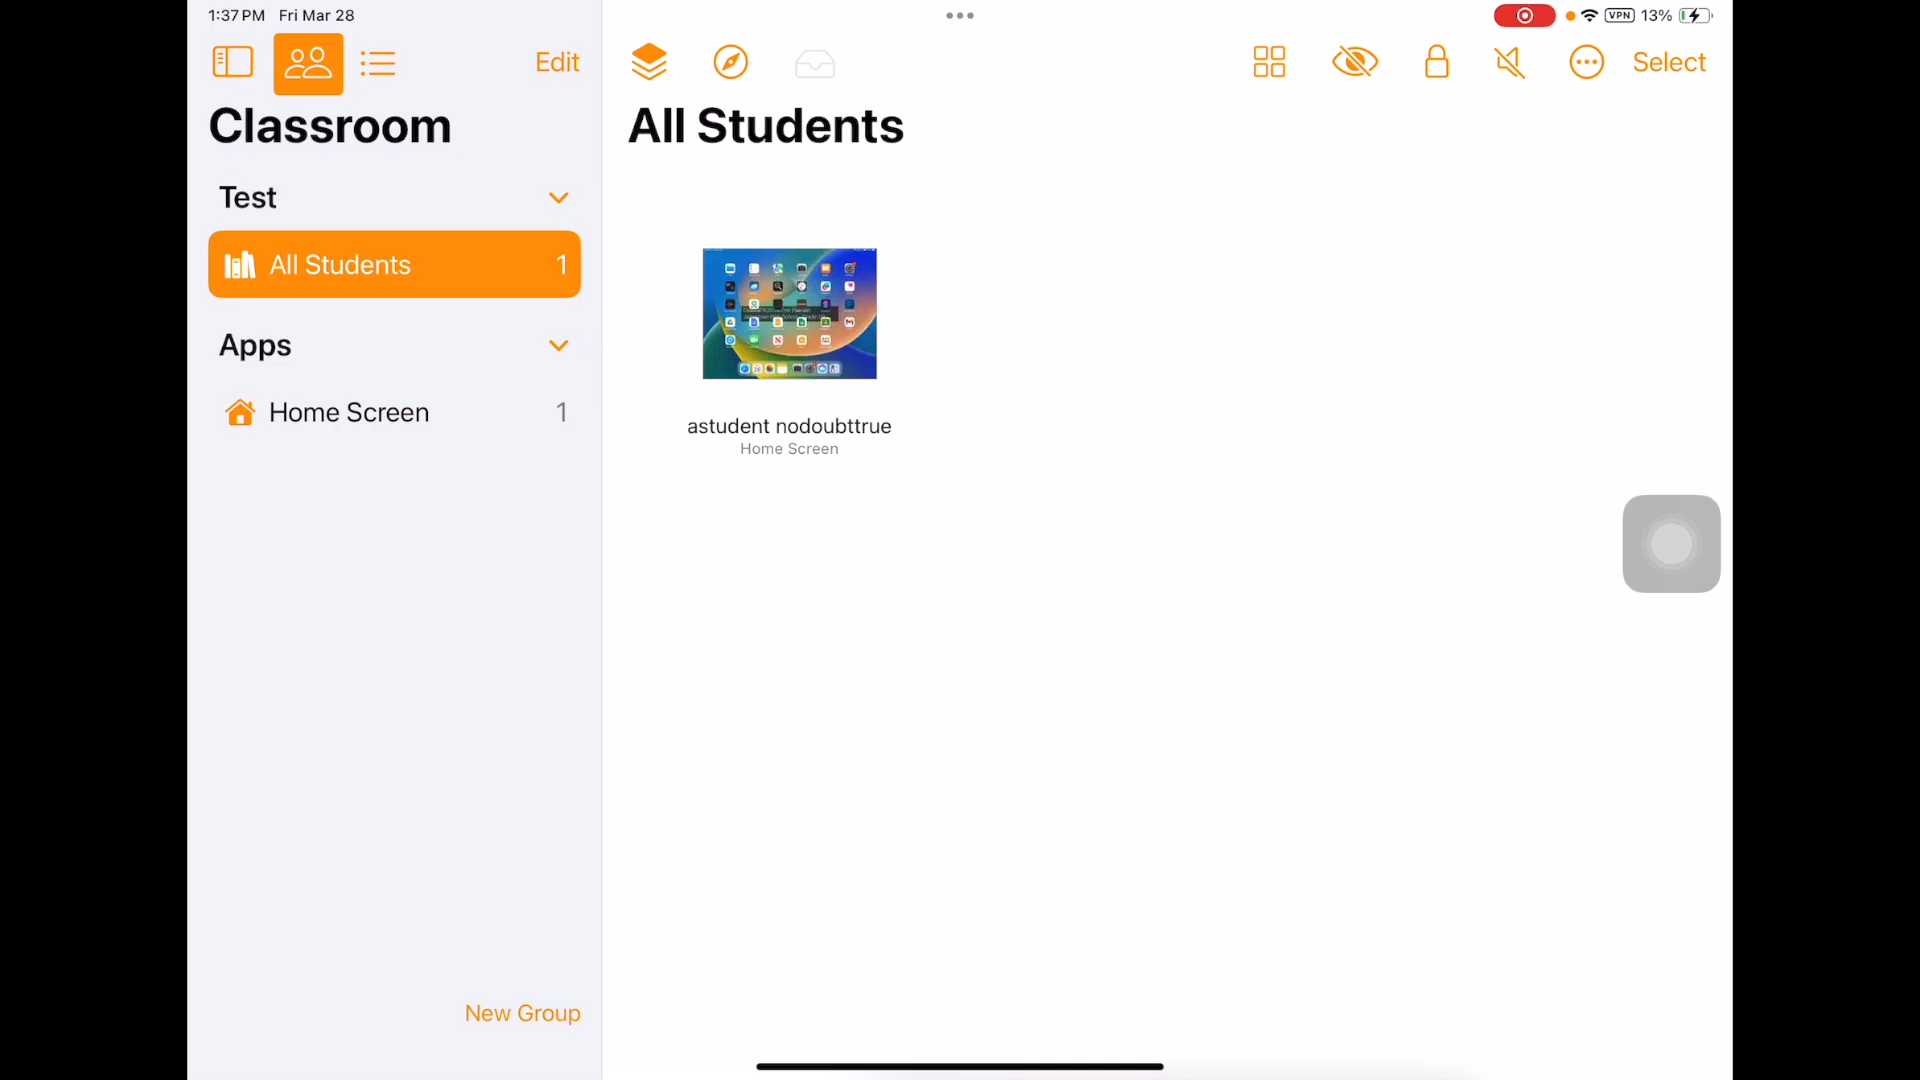 1:37 PM Fri Mar 28
VPN 13%
Edit
Select
Classroom
All Students
Test
All Students 1
Apps
Home Screen 1
astudent nodoubttrue
Home Screen
New Group